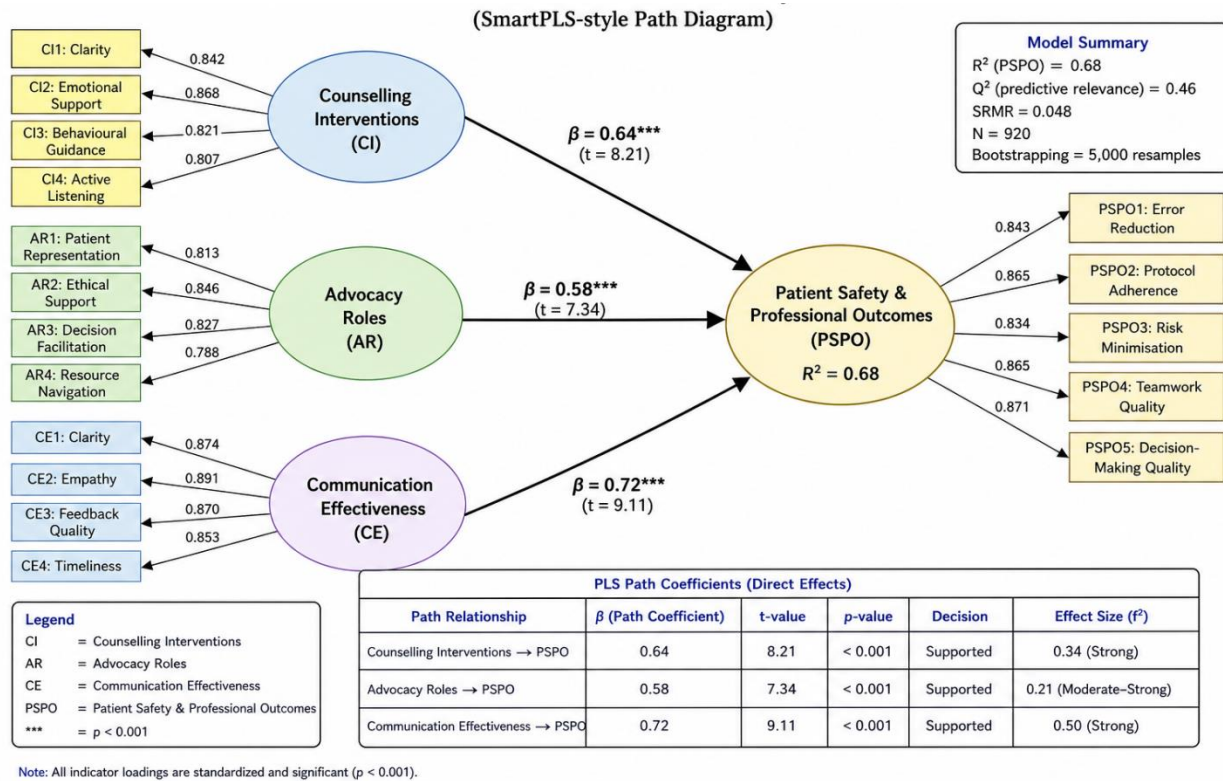 (SmartPLS-style Path Diagram)
CI1: Clarity
CI2: Emotional
Support
CI3: Behavioural
Guidance
CI4: Active
Listening
0.842
0.868
0.821
0.807
Counselling
Interventions
(CI)
β = 0.64***
(t = 8.21)
Model Summary
R² (PSPO) = 0.68
Q² (predictive relevance) = 0.46
SRMR = 0.048
N = 920
Bootstrapping = 5,000 resamples
AR1: Patient
Representation
AR2: Ethical
Support
AR3: Decision
Facilitation
AR4: Resource
Navigation
0.813
0.846
0.827
0.788
Advocacy
Roles
(AR)
β = 0.58***
(t = 7.34)
Patient Safety &
Professional Outcomes
(PSPO)
R² = 0.68
0.843
0.865
0.834
0.865
0.871
PSPO1: Error
Reduction
PSPO2: Protocol
Adherence
PSPO3: Risk
Minimisation
PSPO4: Teamwork
Quality
PSPO5: Decision-
Making Quality
CE1: Clarity
CE2: Empathy
CE3: Feedback
Quality
CE4: Timeliness
0.874
0.891
0.870
0.853
Communication
Effectiveness
(CE)
β = 0.72***
(t = 9.11)
Legend
CI = Counselling Interventions
AR = Advocacy Roles
CE = Communication Effectiveness
PSPO = Patient Safety & Professional Outcomes
*** = p < 0.001
PLS Path Coefficients (Direct Effects)
Path Relationship β (Path Coefficient) t-value p-value Decision Effect Size (f²)
Counselling Interventions → PSPO 0.64 8.21 < 0.001 Supported 0.34 (Strong)
Advocacy Roles → PSPO 0.58 7.34 < 0.001 Supported 0.21 (Moderate–Strong)
Communication Effectiveness → PSPO 0.72 9.11 < 0.001 Supported 0.50 (Strong)
Note: All indicator loadings are standardized and significant (p < 0.001).